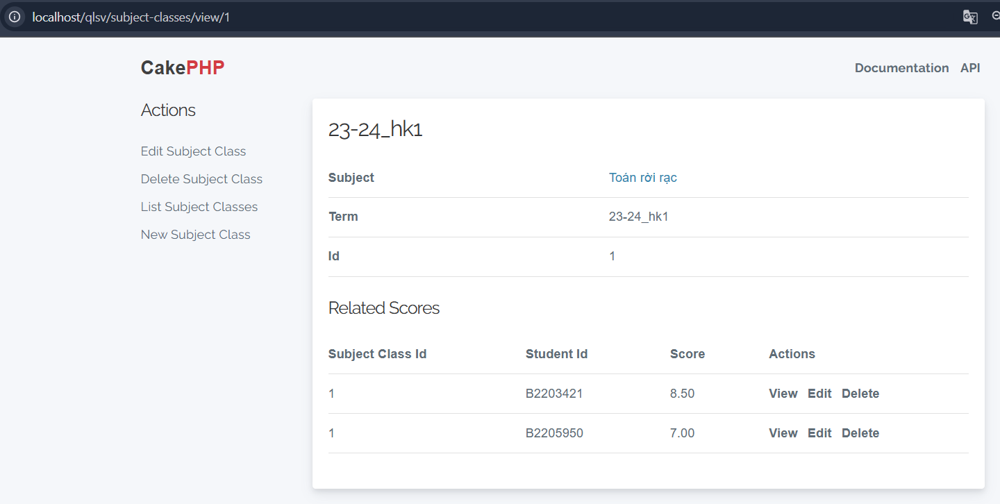 localhost/qlsv/subject-classes/view/1
CakePHP
Documentation API
Actions
Edit Subject Class
Delete Subject Class
List Subject Classes
New Subject Class
23-24_hk1
Subject Toán rời rạc
Term 23-24_hk1
Id 1
Related Scores
Subject Class Id Student Id Score Actions
1 B2203421 8.50 View Edit Delete
1 B2205950 7.00 View Edit Delete